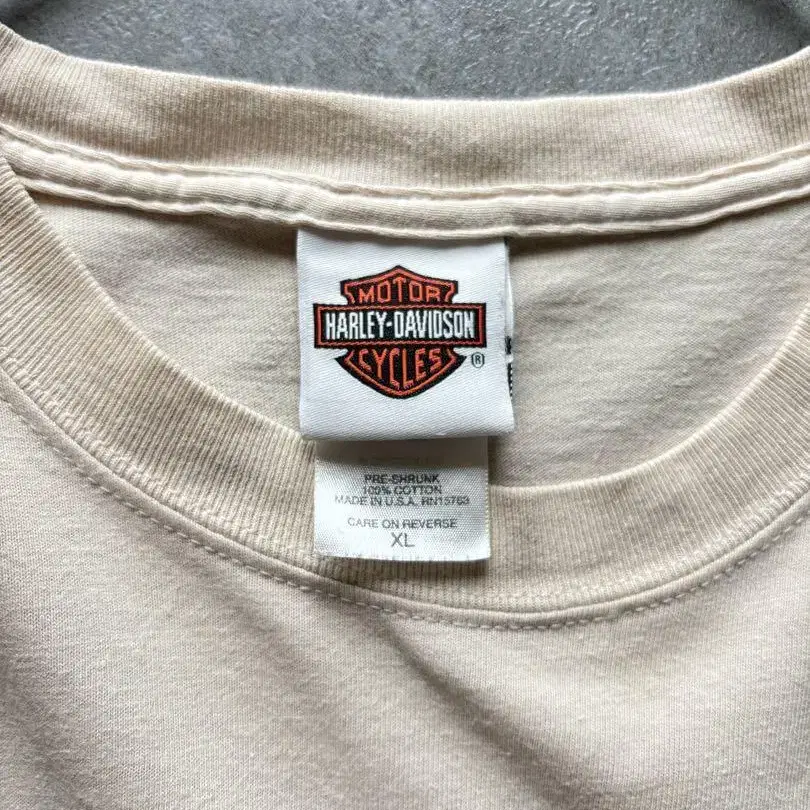 MOTOR
HARLEY-DAVIDSON
CYCLES
®
PRE-SHRUNK
100% COTTON
MADE IN U.S.A. RN15763
CARE ON REVERSE
XL